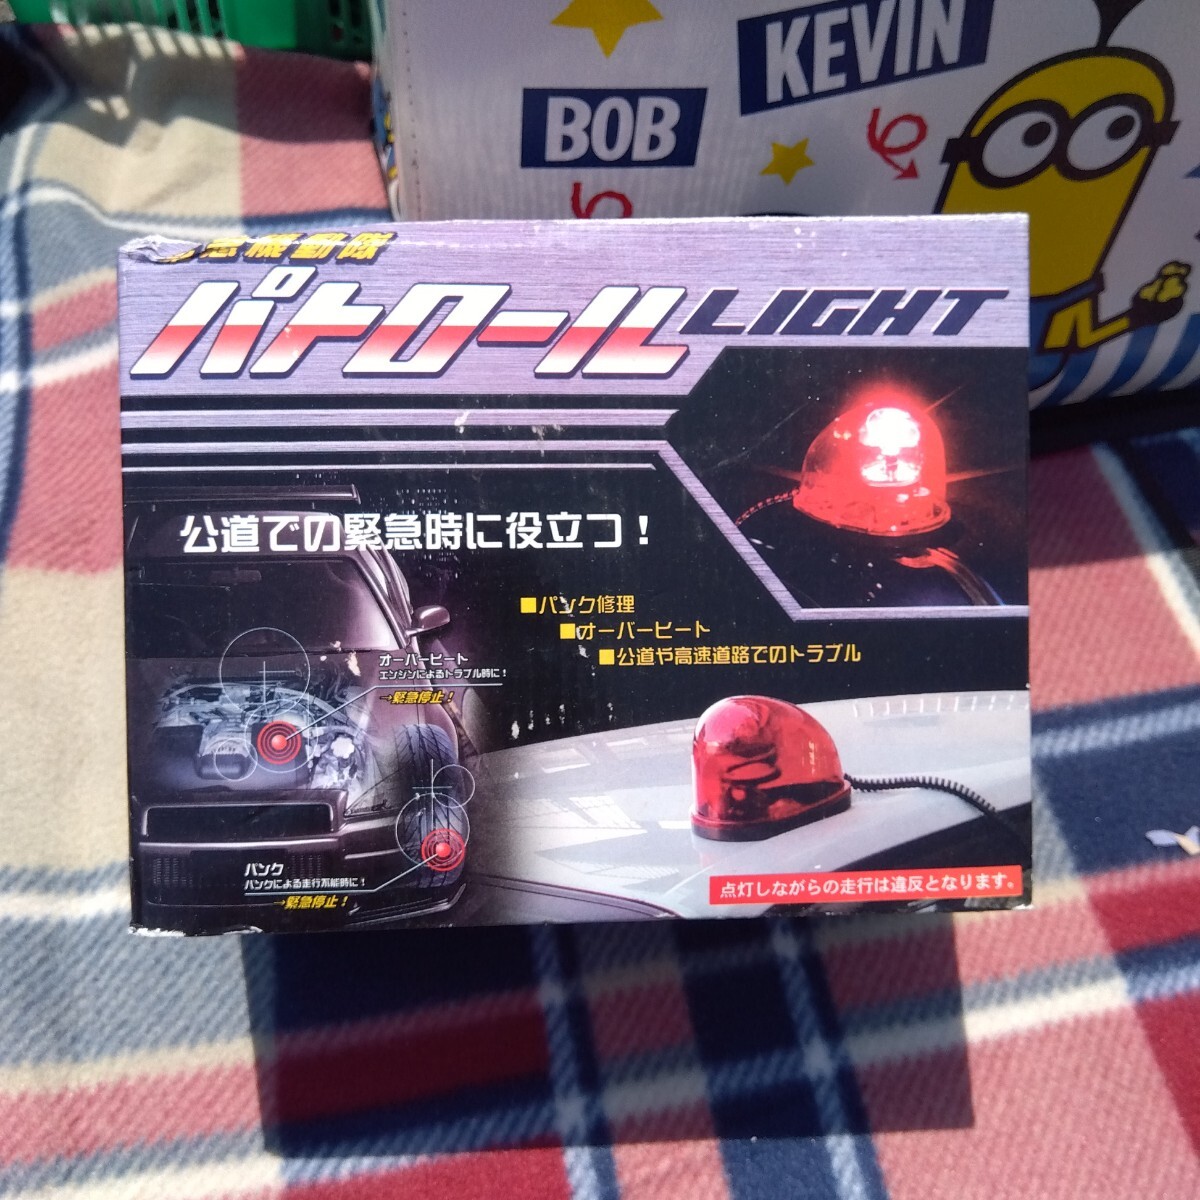 BOB
KEVIN
急機動隊
パトロールLIGHT
公道での緊急時に役立つ！
■パンク修理
■オーバーヒート
■公道や高速道路でのトラブル
オーバーヒート
エンジンによるトラブル時に！
→緊急停止！
パンク
パンクによる走行不能時に！
→緊急停止！
点灯しながらの走行は違反となります。